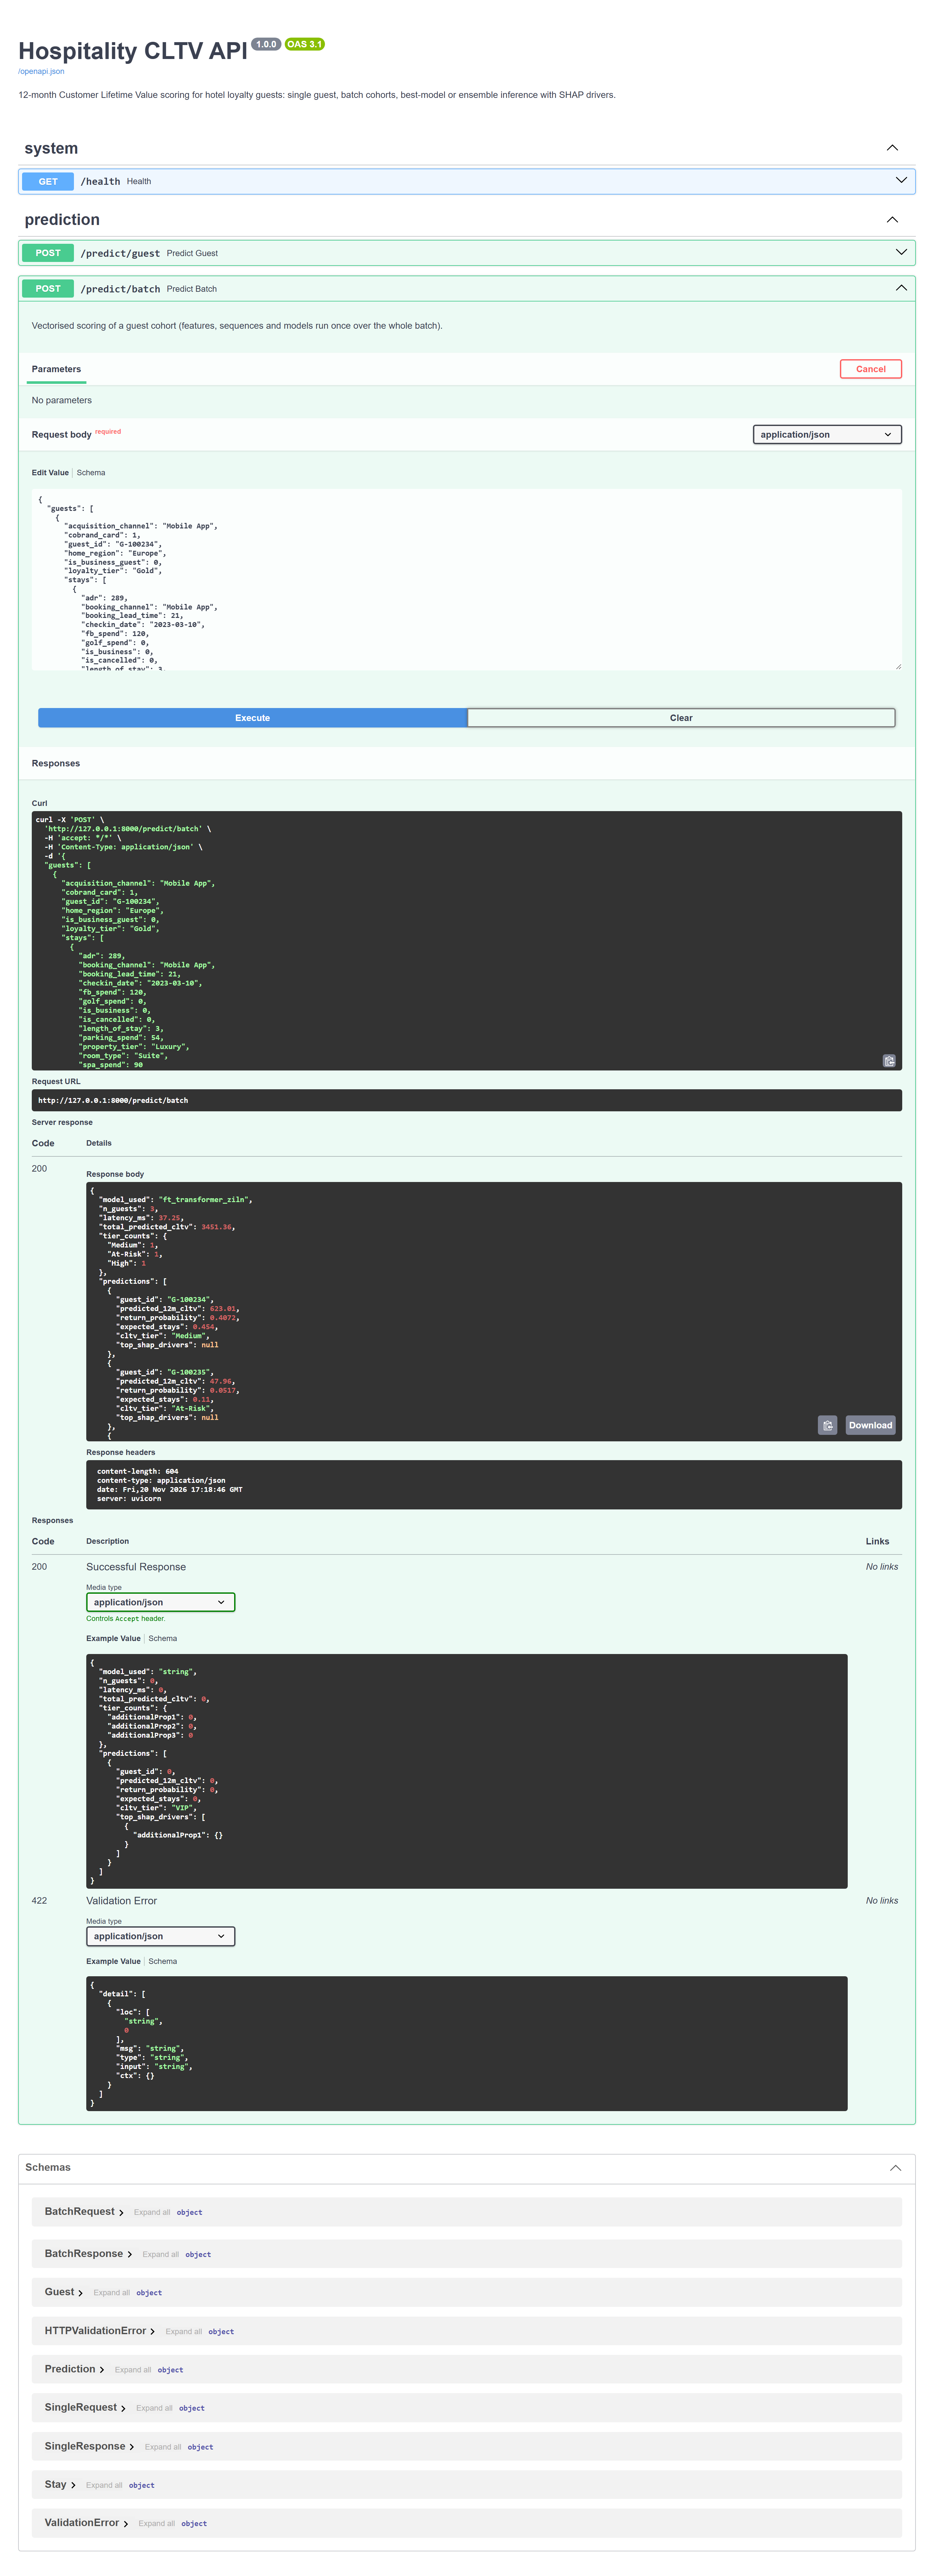 Hospitality CLTV API 1.0.0 OAS 3.1
/openapi.json
12-month Customer Lifetime Value scoring for hotel loyalty guests: single guest, batch cohorts, best-model or ensemble inference with SHAP drivers.
system
GET /health Health
prediction
POST /predict/guest Predict Guest
POST /predict/batch Predict Batch
Vectorised scoring of a guest cohort (features, sequences and models run once over the whole batch).
Parameters Cancel
No parameters
Request body required application/json
Edit Value Schema
{
"guests": [
{
"acquisition_channel": "Mobile App",
"cobrand_card": 1,
"guest_id": "G-100234",
"home_region": "Europe",
"is_business_guest": 0,
"loyalty_tier": "Gold",
"stays": [
{
"adr": 289,
"booking_channel": "Mobile App",
"booking_lead_time": 21,
"checkin_date": "2023-03-10",
"fb_spend": 120,
"golf_spend": 0,
"is_business": 0,
"is_cancelled": 0,
"length_of_stay": 3,
Execute Clear
Responses
Curl
curl -X 'POST' \
'http://127.0.0.1:8000/predict/batch' \
-H 'accept: */*' \
-H 'Content-Type: application/json' \
-d '{
"guests": [
{
"acquisition_channel": "Mobile App",
"cobrand_card": 1,
"guest_id": "G-100234",
"home_region": "Europe",
"is_business_guest": 0,
"loyalty_tier": "Gold",
"stays": [
{
"adr": 289,
"booking_channel": "Mobile App",
"booking_lead_time": 21,
"checkin_date": "2023-03-10",
"fb_spend": 120,
"golf_spend": 0,
"is_business": 0,
"is_cancelled": 0,
"length_of_stay": 3,
"parking_spend": 54,
"property_tier": "Luxury",
"room_type": "Suite",
"spa_spend": 90
Request URL
http://127.0.0.1:8000/predict/batch
Server response
Code Details
200
Response body
{
"model_used": "ft_transformer_ziln",
"n_guests": 3,
"latency_ms": 37.25,
"total_predicted_cltv": 3451.36,
"tier_counts": {
"Medium": 1,
"At-Risk": 1,
"High": 1
},
"predictions": [
{
"guest_id": "G-100234",
"predicted_12m_cltv": 623.01,
"return_probability": 0.4072,
"expected_stays": 0.454,
"cltv_tier": "Medium",
"top_shap_drivers": null
},
{
"guest_id": "G-100235",
"predicted_12m_cltv": 47.96,
"return_probability": 0.0517,
"expected_stays": 0.11,
"cltv_tier": "At-Risk",
"top_shap_drivers": null
},
{
Download
Response headers
content-length: 604
content-type: application/json
date: Fri,20 Nov 2026 17:18:46 GMT
server: uvicorn
Responses
Code Description Links
200 Successful Response No links
Media type
application/json
Controls Accept header.
Example Value Schema
{
"model_used": "string",
"n_guests": 0,
"latency_ms": 0,
"total_predicted_cltv": 0,
"tier_counts": {
"additionalProp1": 0,
"additionalProp2": 0,
"additionalProp3": 0
},
"predictions": [
{
"guest_id": 0,
"predicted_12m_cltv": 0,
"return_probability": 0,
"expected_stays": 0,
"cltv_tier": "VIP",
"top_shap_drivers": [
{
"additionalProp1": {}
}
]
}
]
}
422 Validation Error No links
Media type
application/json
Example Value Schema
{
"detail": [
{
"loc": [
"string",
0
],
"msg": "string",
"type": "string",
"input": "string",
"ctx": {}
}
]
}
Schemas
BatchRequest Expand all object
BatchResponse Expand all object
Guest Expand all object
HTTPValidationError Expand all object
Prediction Expand all object
SingleRequest Expand all object
SingleResponse Expand all object
Stay Expand all object
ValidationError Expand all object